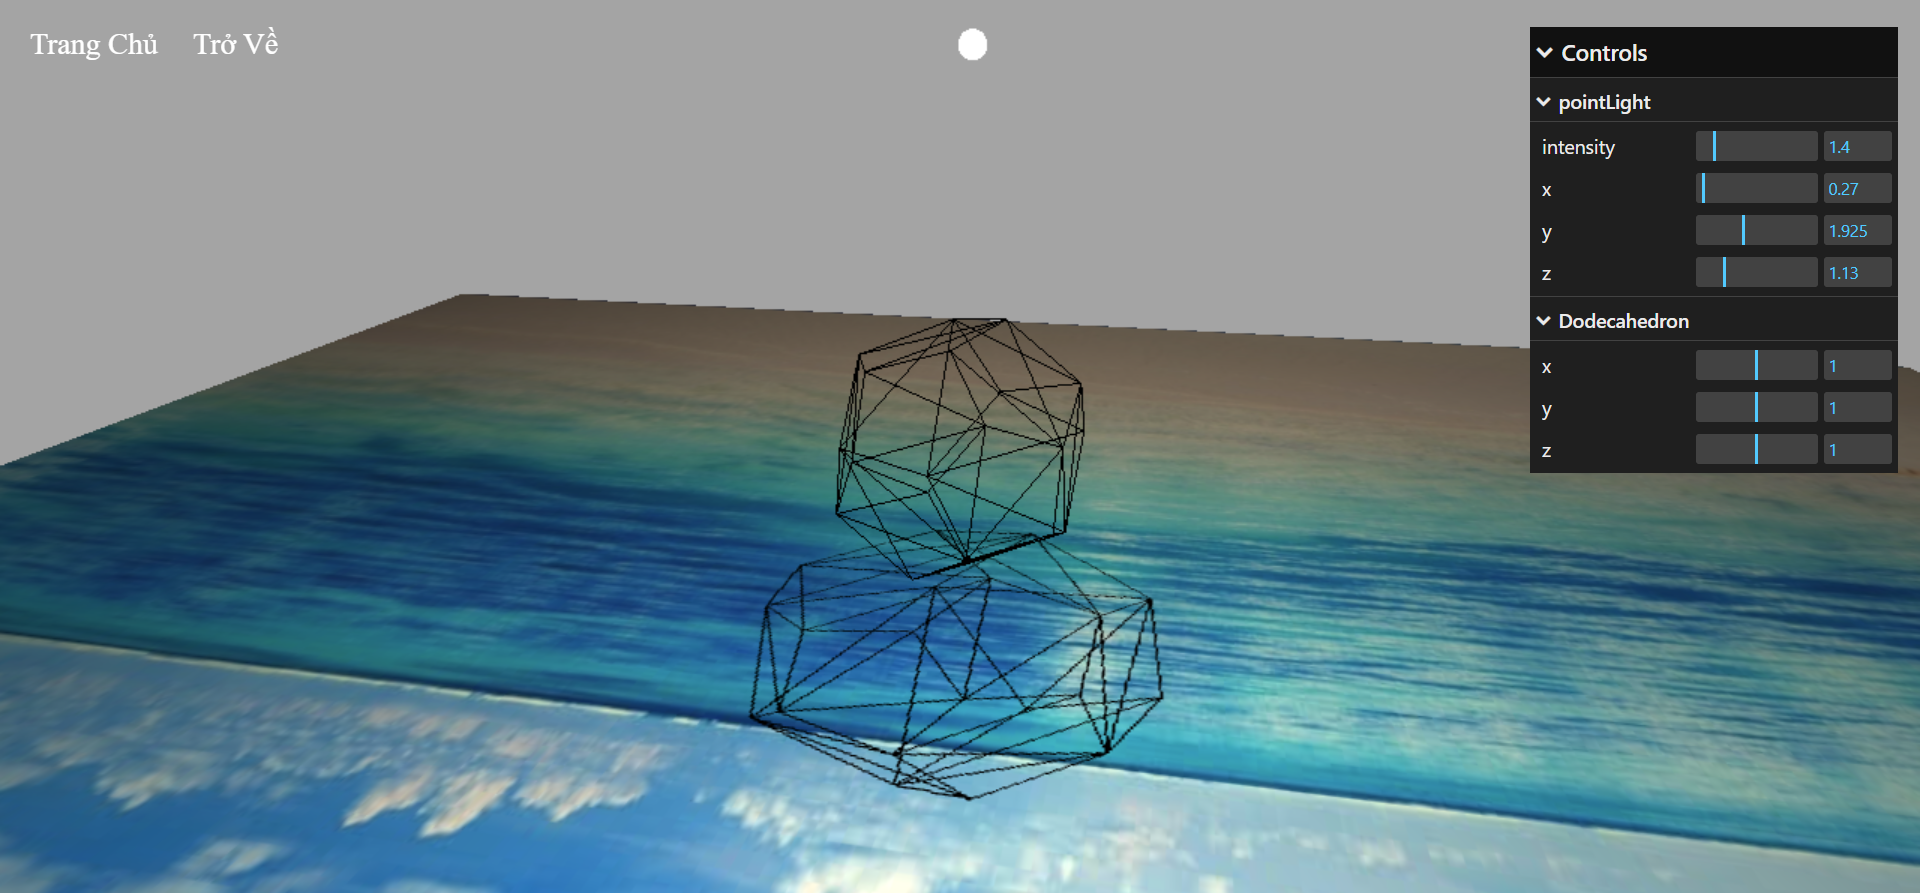 Trang Chủ Trở Về
Controls
pointLight
intensity 1.4
x 0.27
y 1.925
z 1.13
Dodecahedron
x 1
y 1
z 1